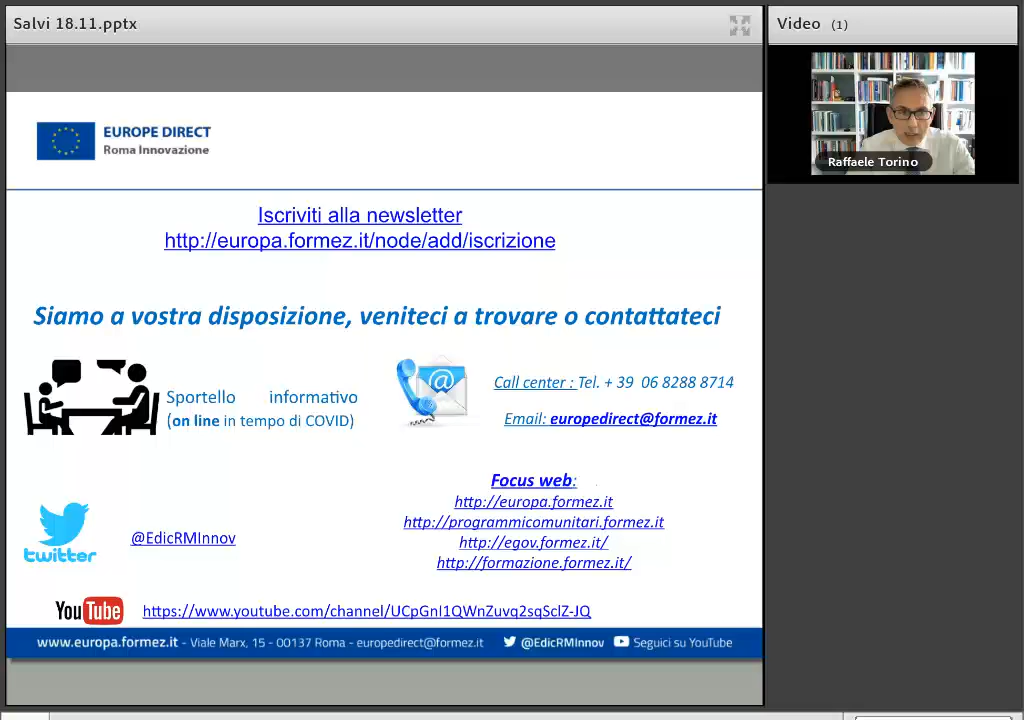 Salvi 18.11.pptx
Video (1)
Raffaele Torino
EUROPE DIRECT
Roma Innovazione
Iscriviti alla newsletter
http://europa.formez.it/node/add/iscrizione
Siamo a vostra disposizione, veniteci a trovare o contattateci
Sportello informativo
(on line in tempo di COVID)
@
Call center : Tel. + 39 06 8288 8714
Email: europedirect@formez.it
Focus web:
http://europa.formez.it
http://programmicomunitari.formez.it
http://egov.formez.it/
http://formazione.formez.it/
twitter
@EdicRMInnov
YouTube
https://www.youtube.com/channel/UCpGnI1QWnZuvq2sqSclZ-JQ
www.europa.formez.it - Viale Marx, 15 - 00137 Roma - europedirect@formez.it @EdicRMInnov Seguici su YouTube